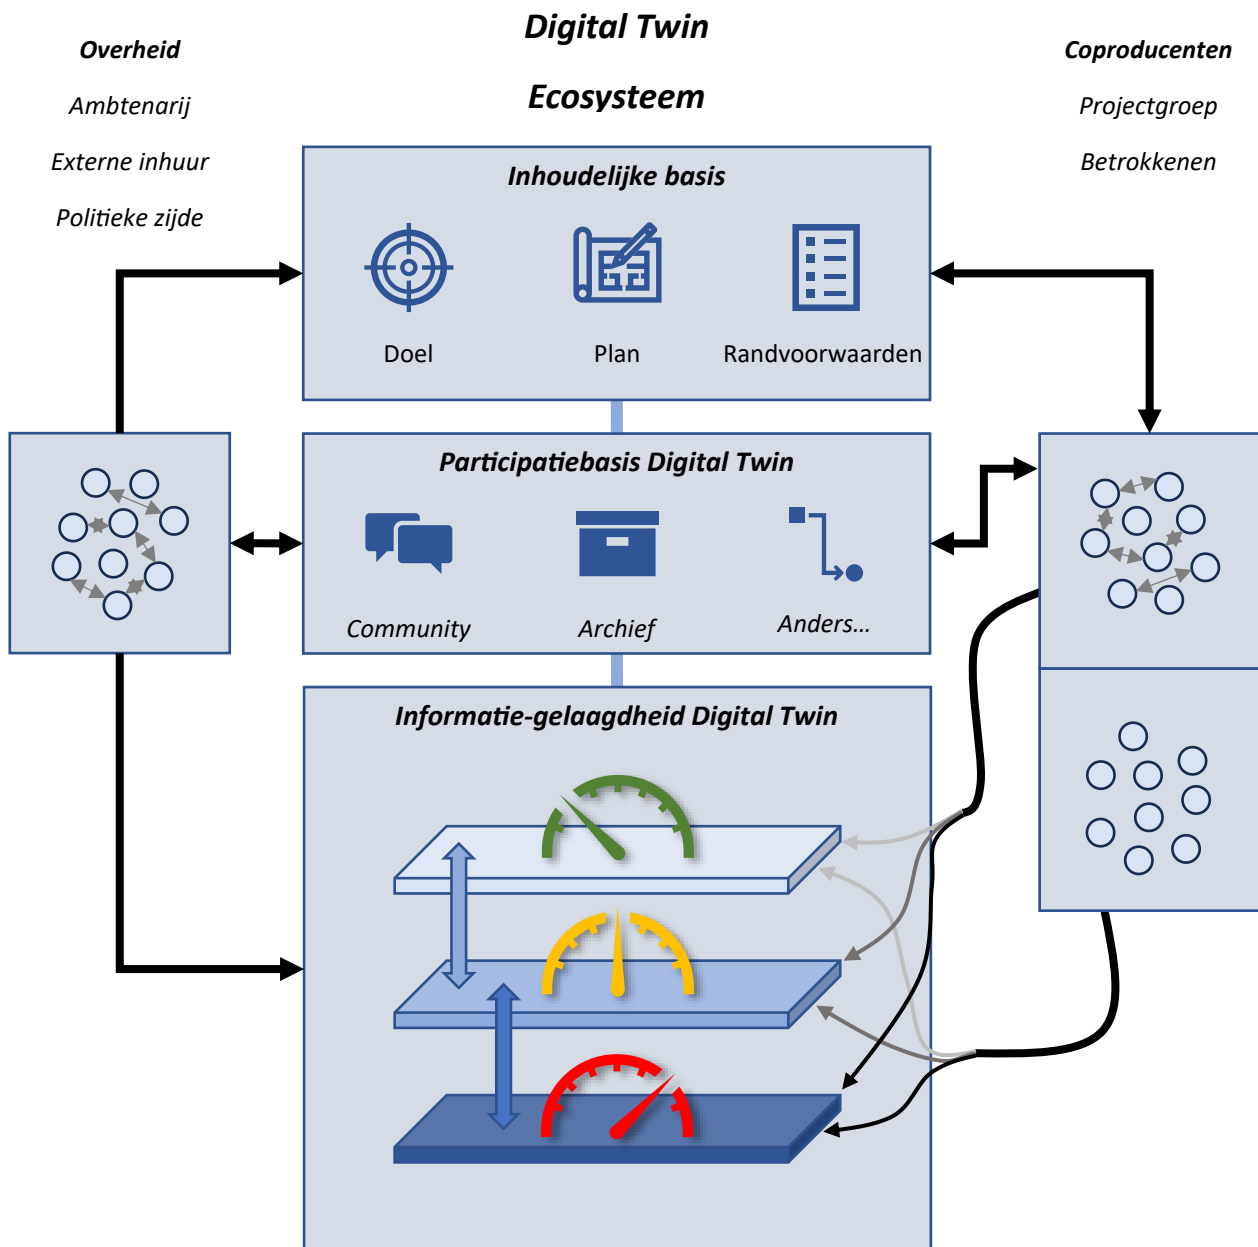 Digital Twin
Ecosysteem
Overheid
Ambtenarij
Externe inhuur
Politieke zijde
Coproducenten
Projectgroep
Betrokkenen
Inhoudelijke basis
Doel
Plan
Randvoorwaarden
Participatiebasis Digital Twin
Community
Archief
Anders...
Informatie-gelaagdheid Digital Twin